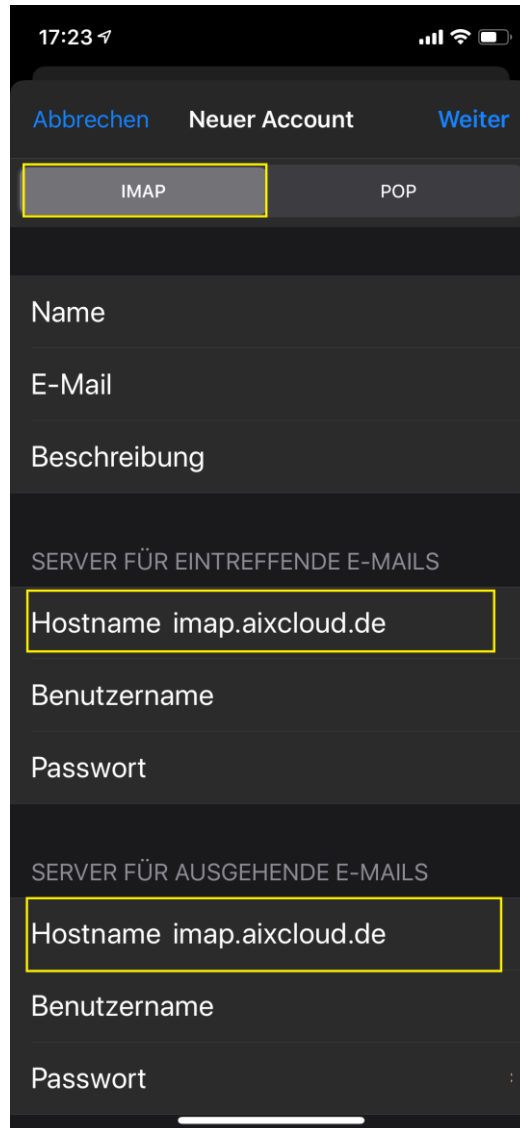 17:23
Abbrechen Neuer Account Weiter
IMAP POP
Name
E-Mail
Beschreibung
SERVER FÜR EINTREFFENDE E-MAILS
Hostname imap.aixcloud.de
Benutzername
Passwort
SERVER FÜR AUSGEHENDE E-MAILS
Hostname imap.aixcloud.de
Benutzername
Passwort